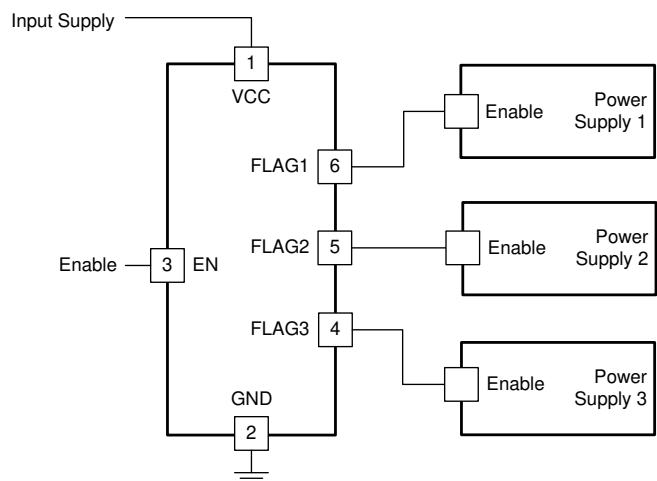 Input Supply
1
VCC
FLAG1
6
FLAG2
5
FLAG3
4
Enable
3
EN
GND
2
Enable
Power
Supply 1
Enable
Power
Supply 2
Enable
Power
Supply 3